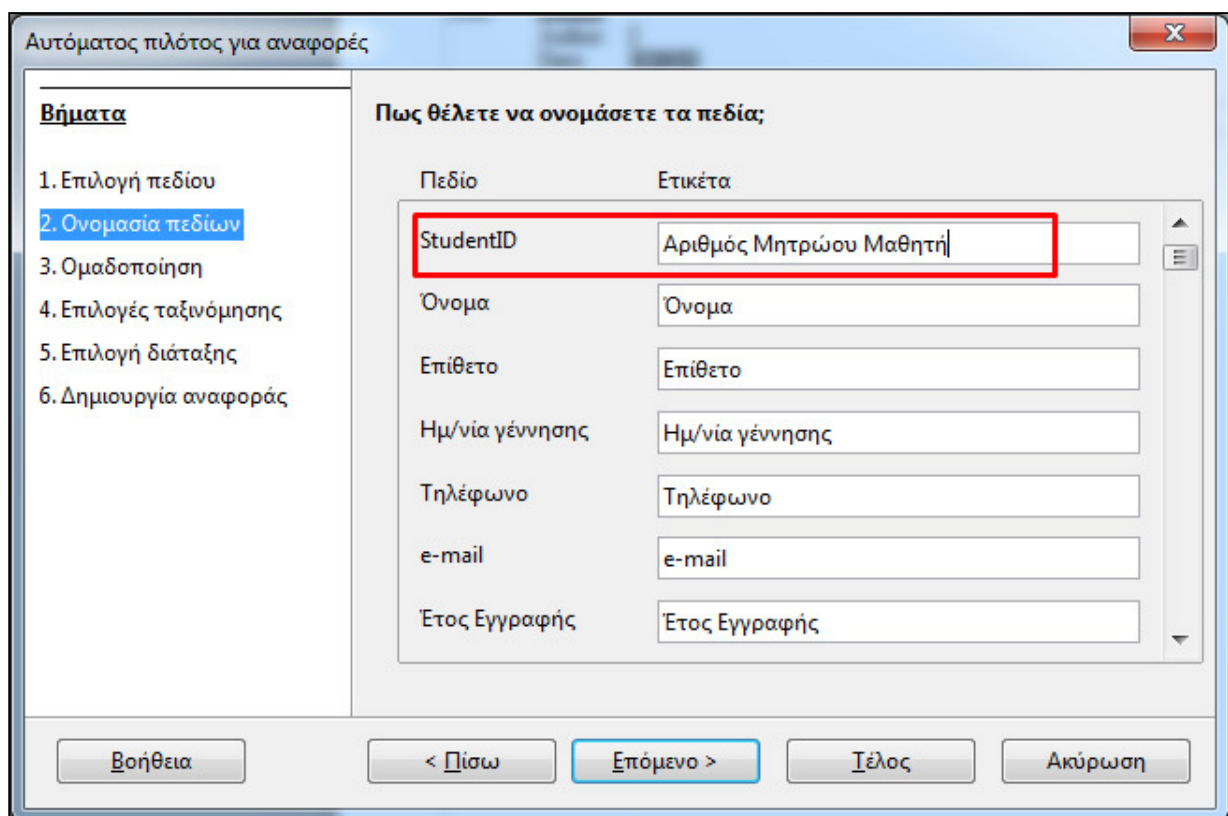 Αυτόματος πιλότος για αναφορές
Βήματα
1. Επιλογή πεδίου
2. Ονομασία πεδίων
3. Ομαδοποίηση
4. Επιλογές ταξινόμησης
5. Επιλογή διάταξης
6. Δημιουργία αναφοράς
Πως θέλετε να ονομάσετε τα πεδία;
Πεδίο Ετικέτα
StudentID Αριθμός Μητρώου Μαθητή
Όνομα Όνομα
Επίθετο Επίθετο
Ημ/νία γέννησης Ημ/νία γέννησης
Τηλέφωνο Τηλέφωνο
e-mail e-mail
Έτος Εγγραφής Έτος Εγγραφής
Βοήθεια < Πίσω Επόμενο > Τέλος Ακύρωση